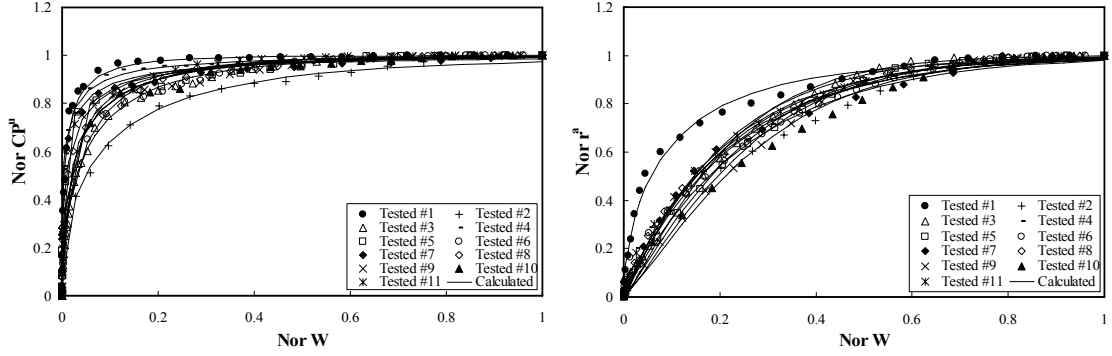 1.2
1
0.8
0.6
0.4
0.2
0
Nor CPᵘ
Tested #1 Tested #2
Tested #3 Tested #4
Tested #5 Tested #6
Tested #7 Tested #8
Tested #9 Tested #10
Tested #11 Calculated
0 0.2 0.4 0.6 0.8 1
Nor W
1.2
1
0.8
0.6
0.4
0.2
0
Nor rᵃ
Tested #1 Tested #2
Tested #3 Tested #4
Tested #5 Tested #6
Tested #7 Tested #8
Tested #9 Tested #10
Tested #11 Calculated
0 0.2 0.4 0.6 0.8 1
Nor W